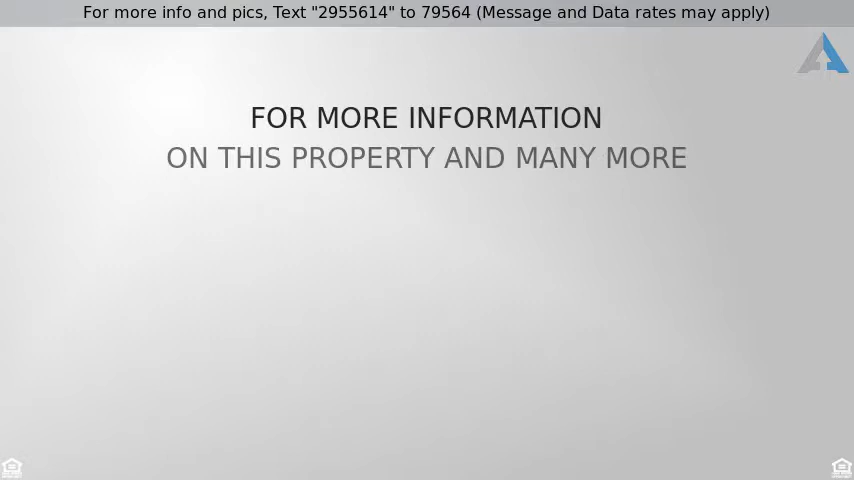 For more info and pics, Text "2955614" to 79564 (Message and Data rates may apply)
FOR MORE INFORMATION
ON THIS PROPERTY AND MANY MORE